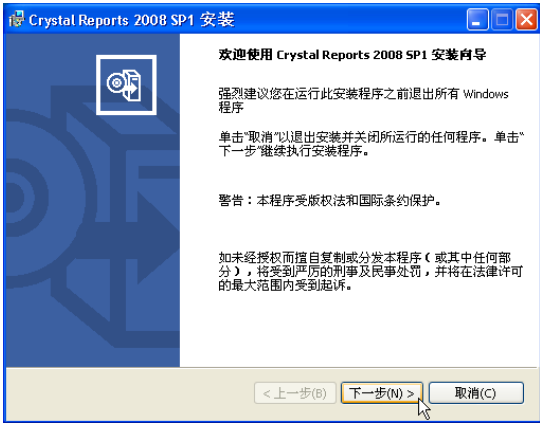 Crystal Reports 2008 SP1 安装
欢迎使用 Crystal Reports 2008 SP1 安装向导
强烈建议您在运行此安装程序之前退出所有 Windows
程序
单击“取消”以退出安装并关闭所运行的任何程序。单击“
下一步”继续执行安装程序。
警告：本程序受版权法和国际条约保护。
如未经授权而擅自复制或分发本程序（或其中任何部
分），将受到严厉的刑事及民事处罚，并将在法律许可
的最大范围内受到起诉。
< 上一步(B) 下一步(N) > 取消(C)